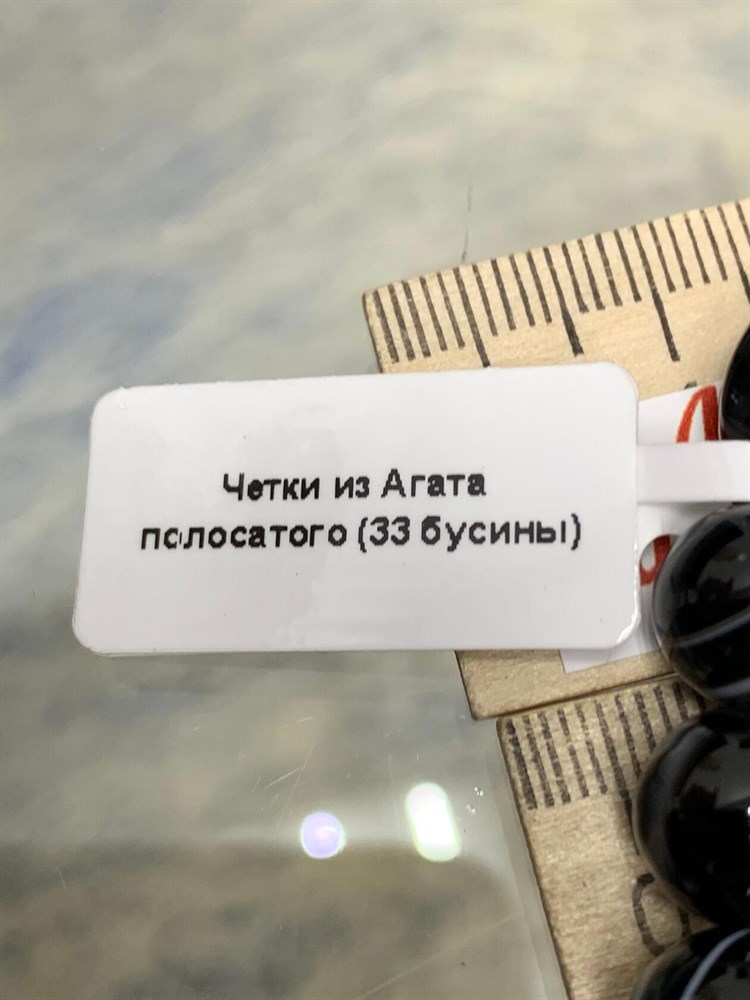 Четки из Агата
полосатого (33 бусины)